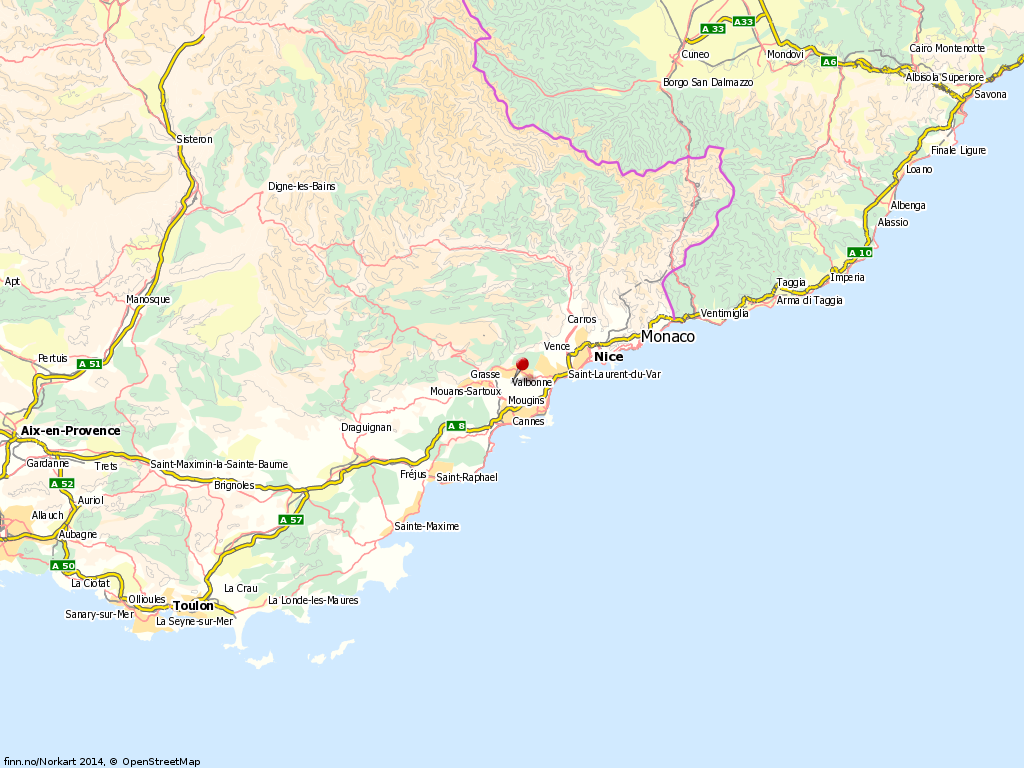 A 33
A33
Cuneo
Mondovi
A6
Cairo Montenotte
Borgo San Dalmazzo
Albisola Superiore
Savona
Sisteron
Finale Ligure
Loano
Digne-les-Bains
Albenga
Alassio
A 10
Apt
Imperia
Taggia
Manosque
Arma di Taggia
Ventimiglia
Carros
Monaco
Vence
Nice
Pertuis
A 51
Grasse
Saint-Laurent-du-Var
Valbonne
Mouans-Sartoux
Mougins
Cannes
Draguignan
A 8
Aix-en-Provence
Gardanne
Trets
Saint-Maximin-la-Sainte-Baume
Fréjus
Saint-Raphael
A 52
Brignoles
Auriol
Allauch
A 57
Sainte-Maxime
Aubagne
A 50
La Ciotat
La Crau
Ollioules
Toulon
La Londe-les-Maures
Sanary-sur-Mer
La Seyne-sur-Mer
finn.no/Norkart 2014, © OpenStreetMap